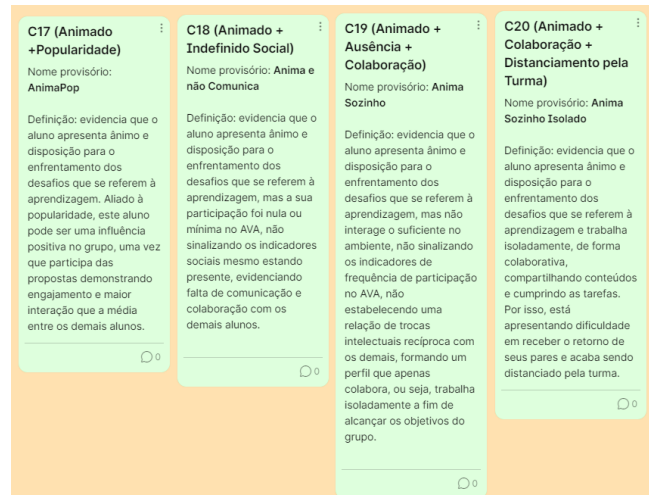 C17 (Animado
+Popularidade)
Nome provisório:
AnimaPop
Definição: evidencia que o
aluno apresenta ânimo e
disposição para o
enfrentamento dos
desafios que se referem à
aprendizagem. Aliado à
popularidade, este aluno
pode ser uma influência
positiva no grupo, uma vez
que participa das
propostas demonstrando
engajamento e maior
interação que a média
entre os demais alunos.
0
C18 (Animado +
Indefinido Social)
Nome provisório: Anima e
não Comunica
Definição: evidencia que o
aluno apresenta ânimo e
disposição para o
enfrentamento dos
desafios que se referem à
aprendizagem, mas a sua
participação foi nula ou
mínima no AVA, não
sinalizando os indicadores
sociais mesmo estando
presente, evidenciando
falta de comunicação e
colaboração com os
demais alunos.
0
C19 (Animado +
Ausência +
Colaboração)
Nome provisório: Anima
Sozinho
Definição: evidencia que o
aluno apresenta ânimo e
disposição para o
enfrentamento dos
desafios que se referem à
aprendizagem, mas não
interage o suficiente no
ambiente, não sinalizando
os indicadores de
frequência de participação
no AVA, não
estabelecendo uma
relação de trocas
intelectuais recíproca com
os demais, formando um
perfil que apenas
colabora, ou seja, trabalha
isoladamente a fim de
alcançar os objetivos do
grupo.
0
C20 (Animado +
Colaboração +
Distanciamento pela
Turma)
Nome provisório: Anima
Sozinho Isolado
Definição: evidencia que o
aluno apresenta ânimo e
disposição para o
enfrentamento dos
desafios que se referem à
aprendizagem e trabalha
isoladamente, de forma
colaborativa,
compartilhando conteúdos
e cumprindo as tarefas.
Por isso, está
apresentando dificuldade
em receber o retorno de
seus pares e acaba sendo
distanciado pela turma.
0